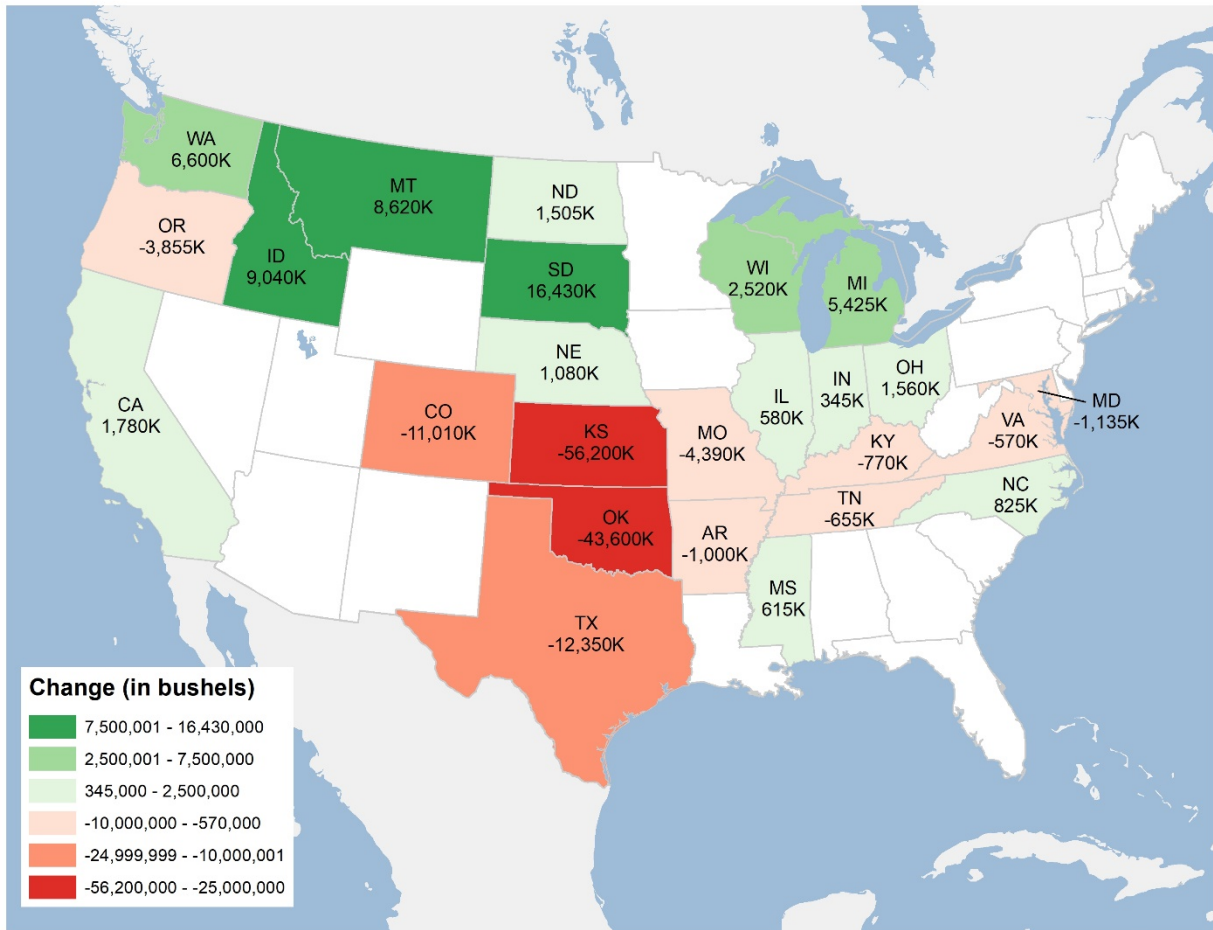 WA
6,600K
MT
8,620K
ND
1,505K
OR
-3,855K
ID
9,040K
SD
16,430K
WI
2,520K
MI
5,425K
NE
1,080K
IL
580K
IN
345K
OH
1,560K
MD
-1,135K
CA
1,780K
CO
-11,010K
KS
-56,200K
MO
-4,390K
KY
-770K
VA
-570K
NC
825K
TN
-655K
OK
-43,600K
AR
-1,000K
MS
615K
TX
-12,350K
Change (in bushels)
7,500,001 - 16,430,000
2,500,001 - 7,500,000
345,000 - 2,500,000
-10,000,000 - -570,000
-24,999,999 - -10,000,001
-56,200,000 - -25,000,000